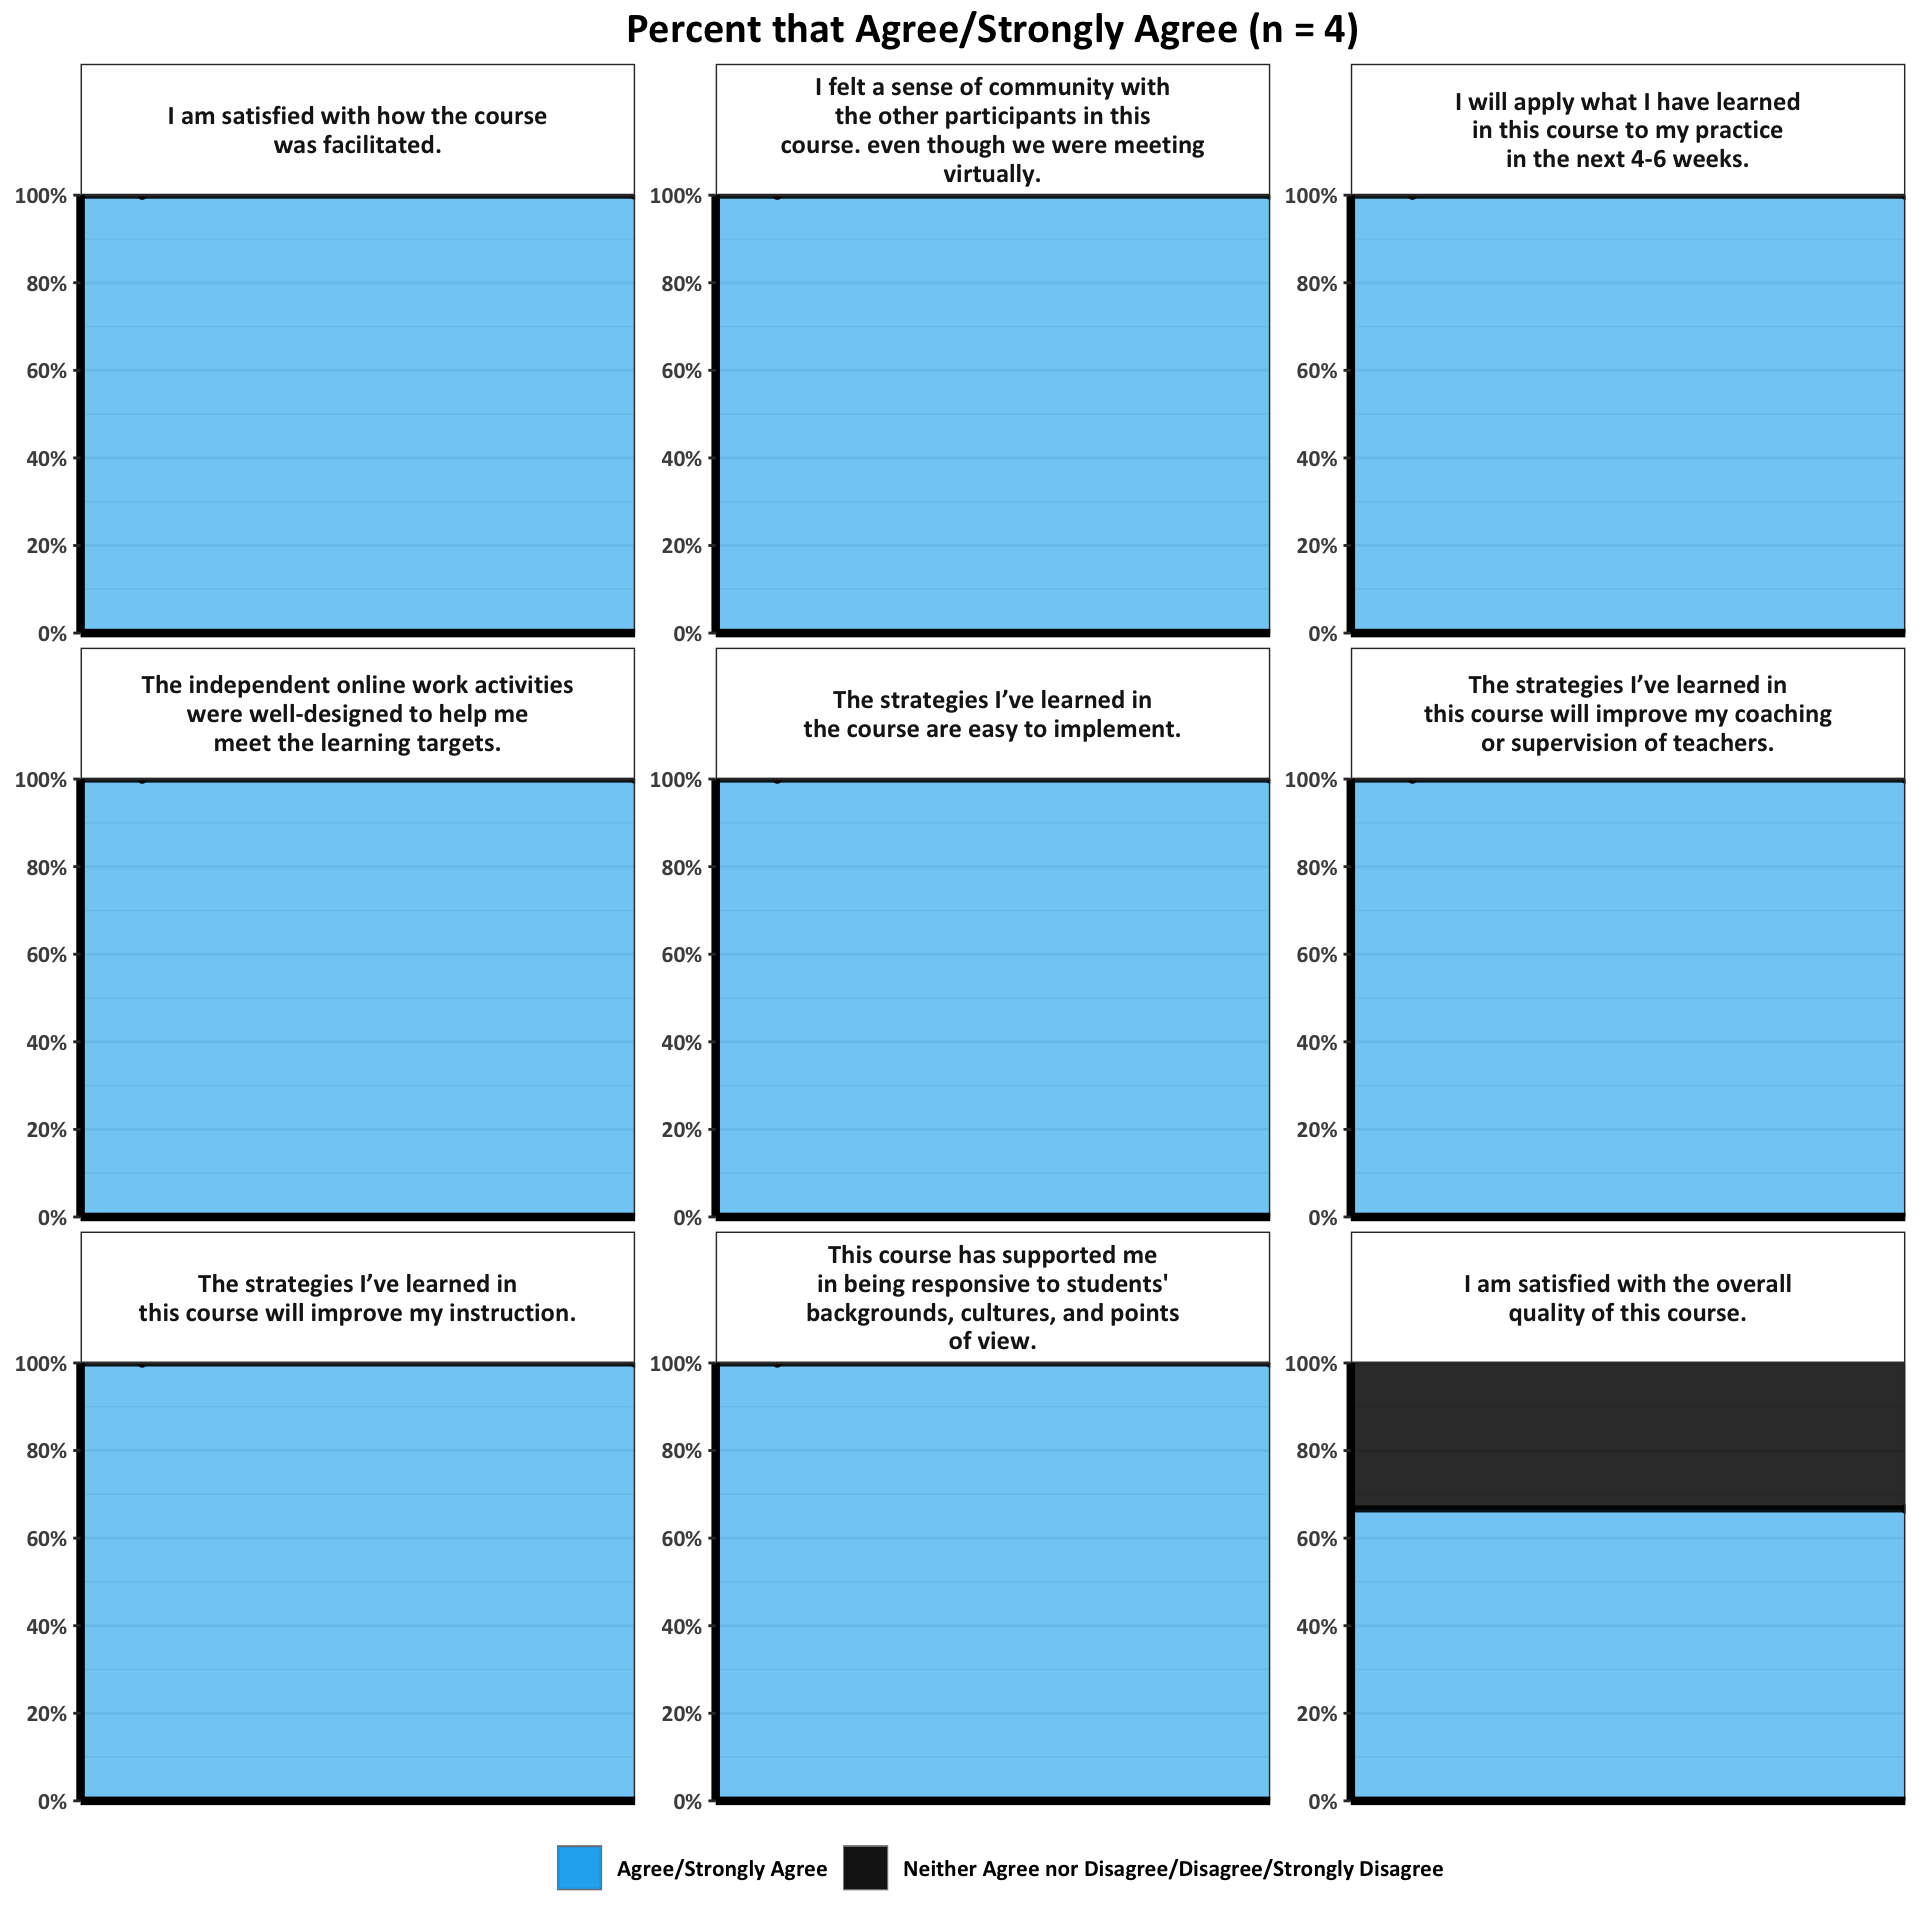 Percent that Agree/Strongly Agree (n = 4)
I am satisfied with how the course
was facilitated.
100%
80%
60%
40%
20%
0%
I felt a sense of community with
the other participants in this
course. even though we were meeting
virtually.
100%
80%
60%
40%
20%
0%
I will apply what I have learned
in this course to my practice
in the next 4-6 weeks.
100%
80%
60%
40%
20%
0%
The independent online work activities
were well-designed to help me
meet the learning targets.
100%
80%
60%
40%
20%
0%
The strategies I’ve learned in
the course are easy to implement.
100%
80%
60%
40%
20%
0%
The strategies I’ve learned in
this course will improve my coaching
or supervision of teachers.
100%
80%
60%
40%
20%
0%
The strategies I’ve learned in
this course will improve my instruction.
100%
80%
60%
40%
20%
0%
This course has supported me
in being responsive to students'
backgrounds, cultures, and points
of view.
100%
80%
60%
40%
20%
0%
I am satisfied with the overall
quality of this course.
100%
80%
60%
40%
20%
0%
Agree/Strongly Agree
Neither Agree nor Disagree/Disagree/Strongly Disagree